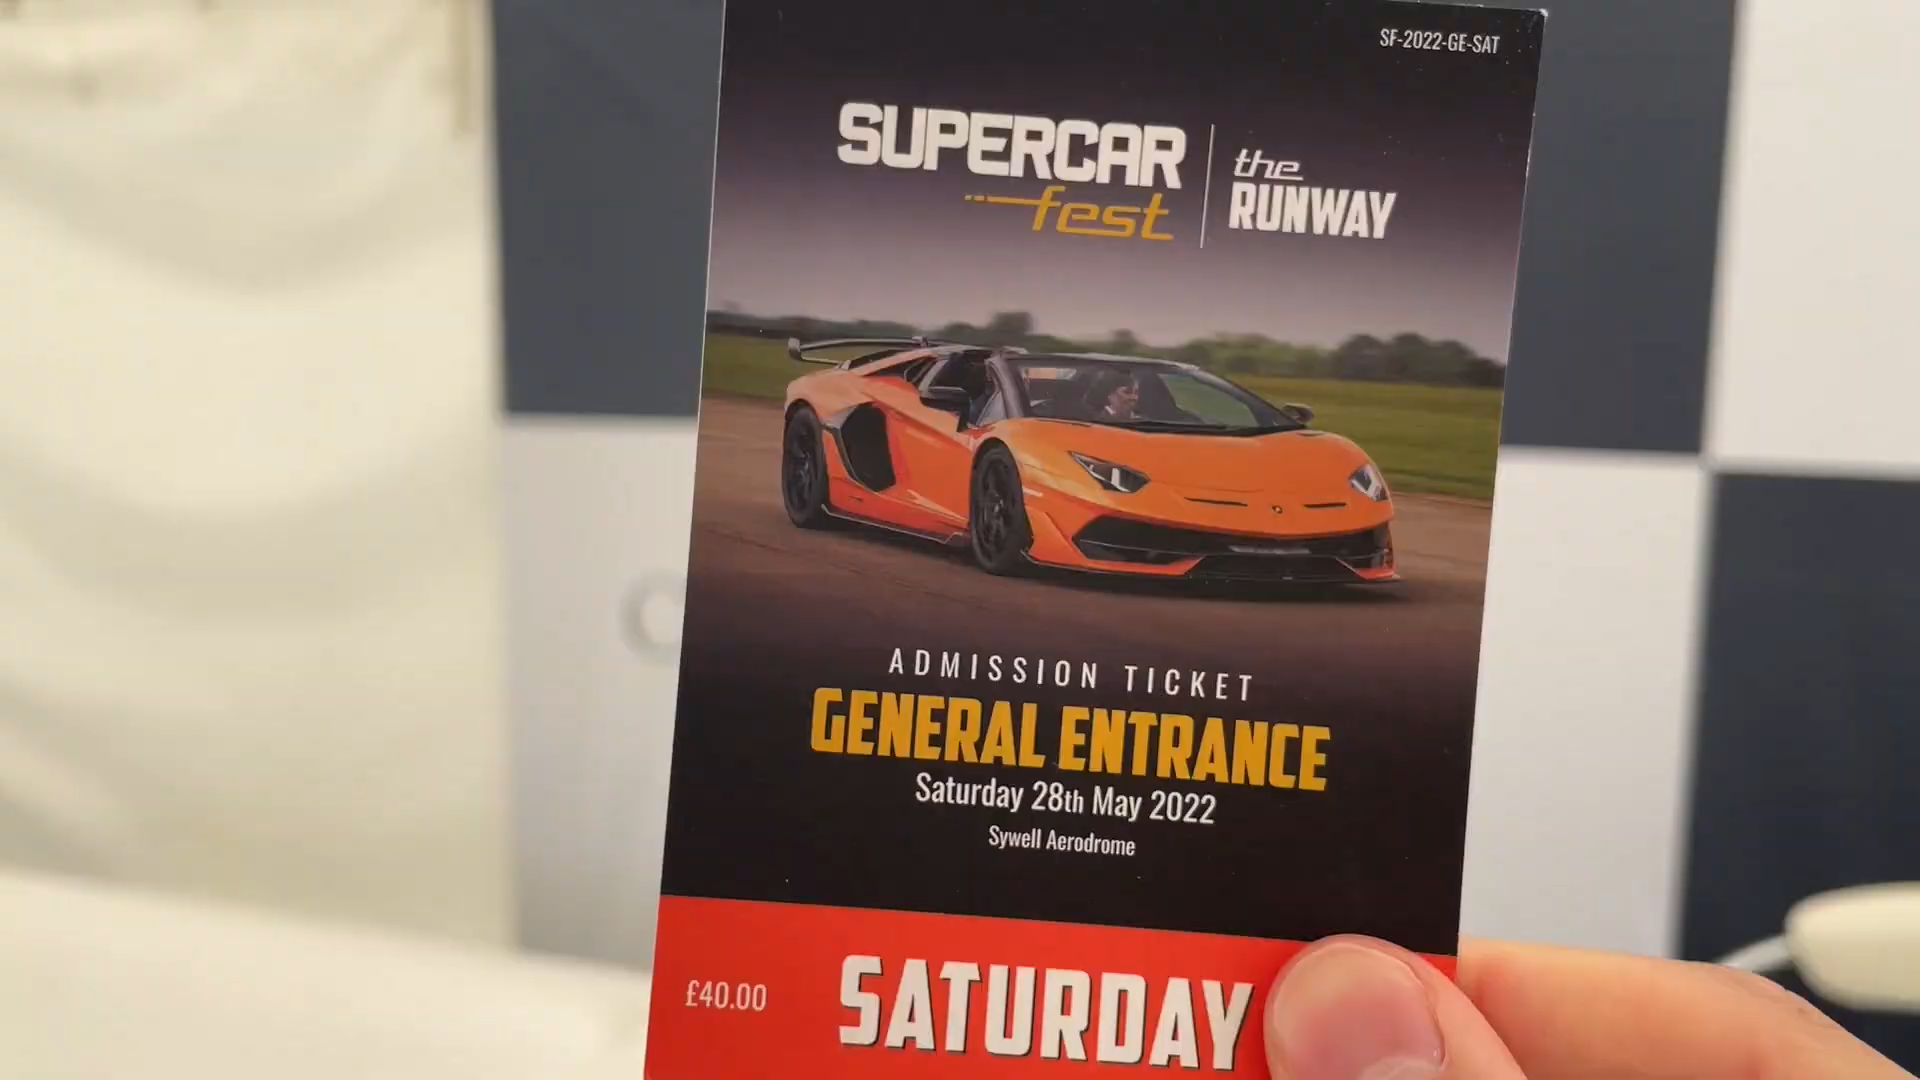 SF-2022-GE-SAT
SUPERCAR
fest
the
RUNWAY
ADMISSION TICKET
GENERAL ENTRANCE
Saturday 28th May 2022
Sywell Aerodrome
£40.00
SATURDAY